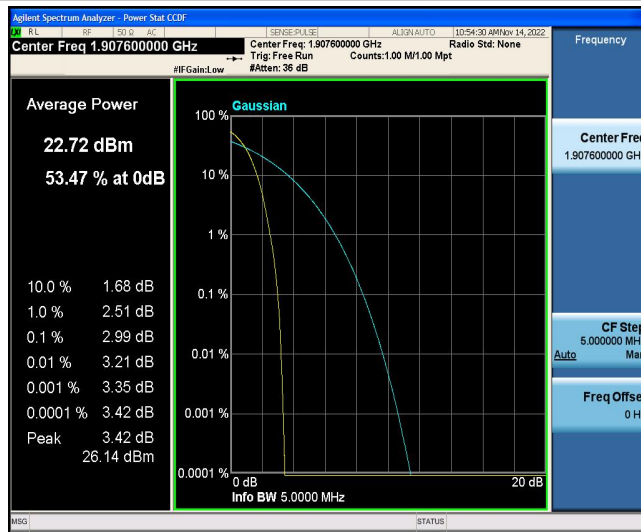 Agilent Spectrum Analyzer - Power Stat CCDF
LXI RL RF 50 Ω AC SENSE:PULSE ALIGN AUTO 10:54:30 AM Nov 14, 2022
Center Freq 1.907600000 GHz
Center Freq: 1.907600000 GHz Radio Std: None
Trig: Free Run Counts:1.00 M/1.00 Mpt
#IFGain:Low #Atten: 36 dB
Frequency
Average Power
22.72 dBm
53.47 % at 0dB
10.0 % 1.68 dB
1.0 % 2.51 dB
0.1 % 2.99 dB
0.01 % 3.21 dB
0.001 % 3.35 dB
0.0001 % 3.42 dB
Peak 3.42 dB
26.14 dBm
Gaussian
100 %
10 %
1 %
0.1 %
0.01 %
0.001 %
0.0001 %
0 dB 20 dB
Info BW 5.0000 MHz
Center Fre
1.907600000 GH
CF Step
5.000000 MH
Auto Ma
Freq Offse
0 H
MSG STATUS